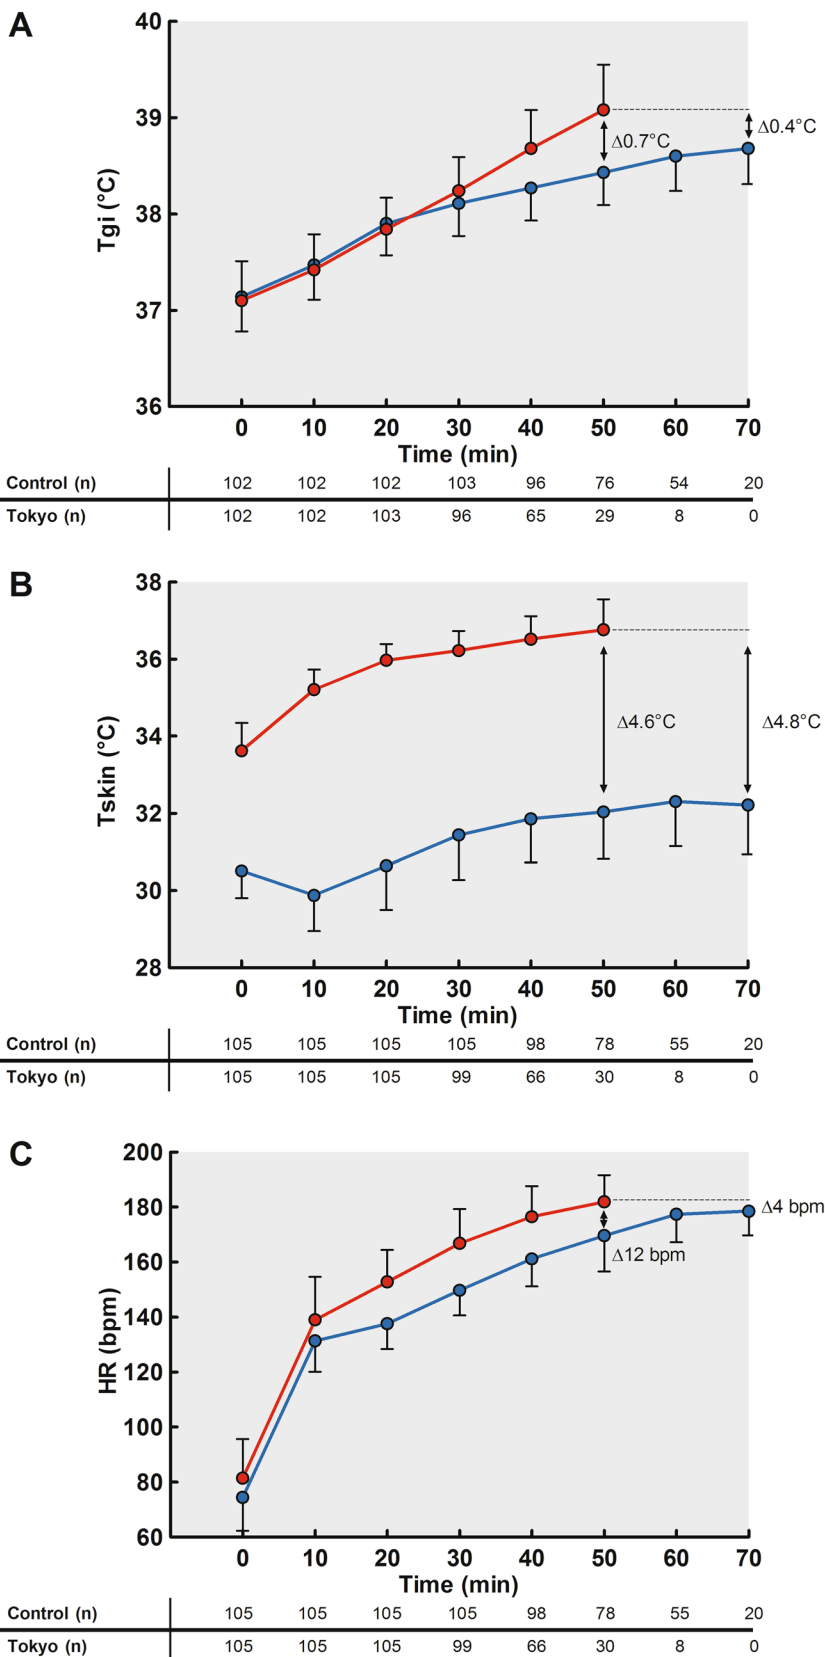 A
40
39
38
37
36
Tgi (°C)
Δ0.7°C
Δ0.4°C
0 10 20 30 40 50 60 70
Time (min)
Control (n) 102 102 102 103 96 76 54 20
Tokyo (n) 102 102 103 96 65 29 8 0
B
38
36
34
32
30
28
Tskin (°C)
Δ4.6°C
Δ4.8°C
0 10 20 30 40 50 60 70
Time (min)
Control (n) 105 105 105 105 98 78 55 20
Tokyo (n) 105 105 105 99 66 30 8 0
C
200
180
160
140
120
100
80
60
HR (bpm)
Δ4 bpm
Δ12 bpm
0 10 20 30 40 50 60 70
Time (min)
Control (n) 105 105 105 105 98 78 55 20
Tokyo (n) 105 105 105 99 66 30 8 0